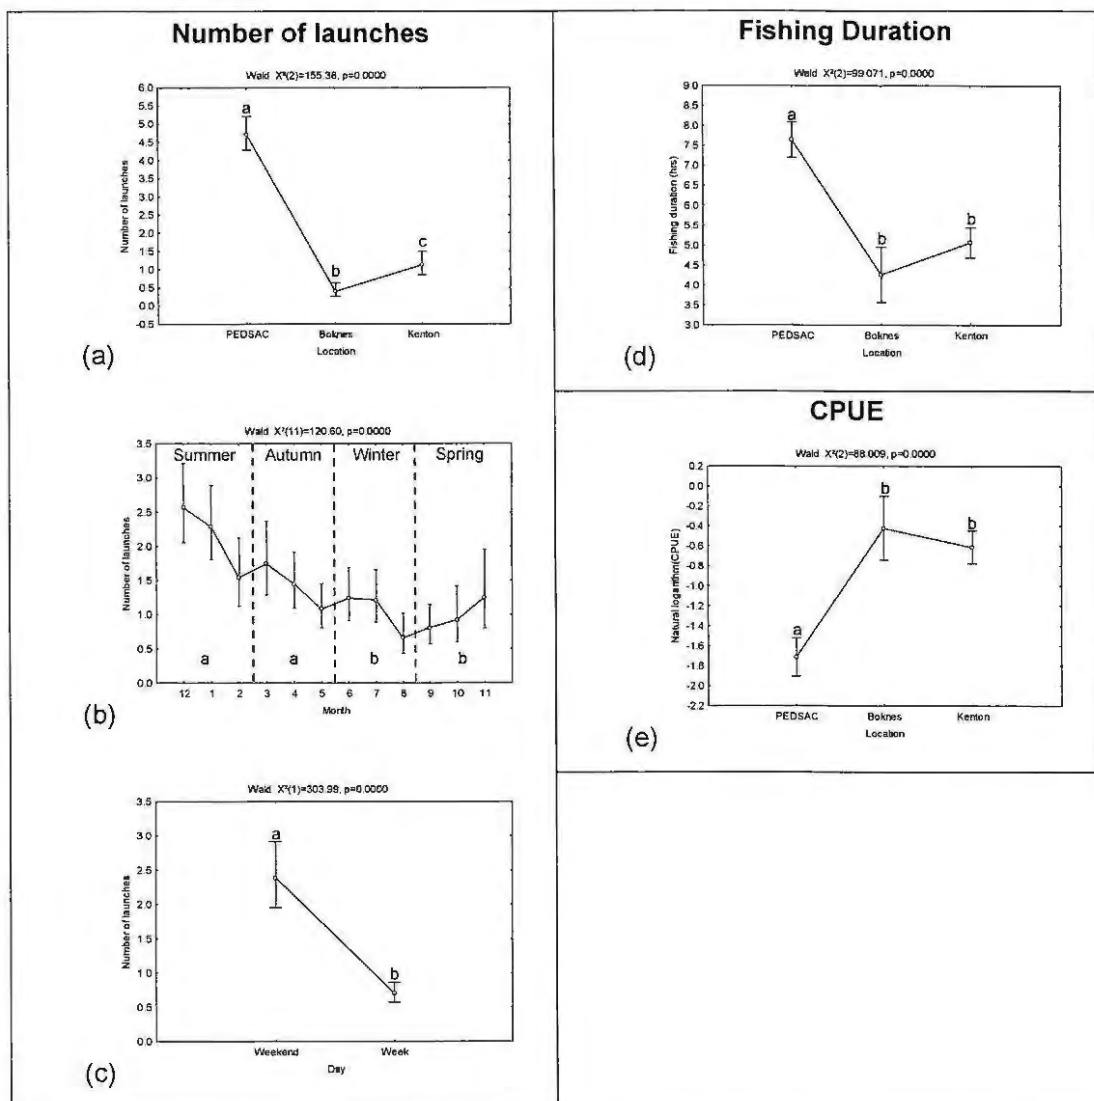 Number of launches
Wald X²(2)=155.36, p=0.0000
6.0
5.5
5.0
4.5
4.0
3.5
3.0
2.5
2.0
1.5
1.0
0.5
0.0
-0.5
Number of launches
a
b
c
PEDSAC
Boknes
Kenton
Location
(a)
Wald X²(11)=120.60, p=0.0000
3.5
3.0
2.5
2.0
1.5
1.0
0.5
0.0
Number of launches
Summer
Autumn
Winter
Spring
a
a
b
b
12 1 2 3 4 5 6 7 8 9 10 11
Month
(b)
Wald X²(1)=303.99, p=0.0000
3.5
3.0
2.5
2.0
1.5
1.0
0.5
0.0
Number of launches
a
b
Weekend
Week
Day
(c)
Fishing Duration
Wald X²(2)=99.071, p=0.0000
9.0
8.5
8.0
7.5
7.0
6.5
6.0
5.5
5.0
4.5
4.0
3.5
3.0
Fishing duration (hrs)
a
b
b
PEDSAC
Boknes
Kenton
Location
(d)
CPUE
Wald X²(2)=88.009, p=0.0000
0.2
0.0
-0.2
-0.4
-0.6
-0.8
-1.0
-1.2
-1.4
-1.6
-1.8
-2.0
-2.2
Natural logarithm(CPUE)
a
b
b
PEDSAC
Boknes
Kenton
Location
(e)